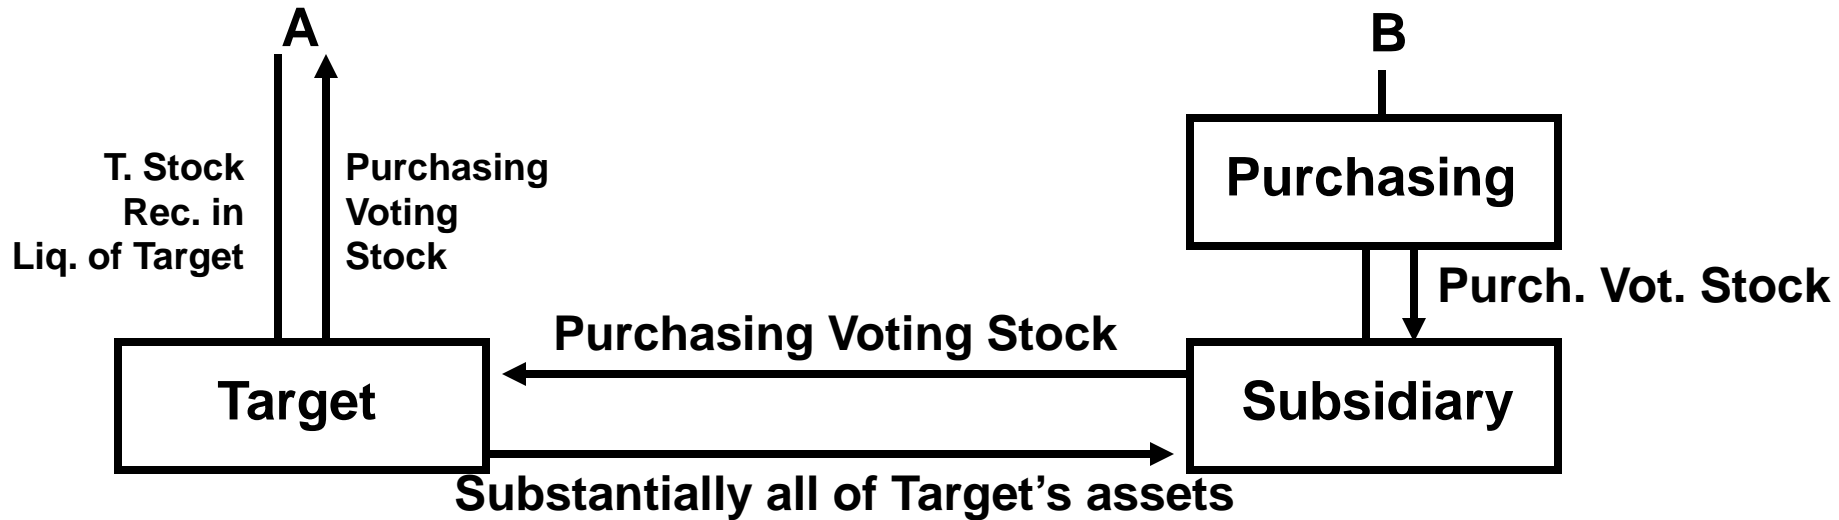 A
B
T. Stock
Rec. in
Liq. of Target
Purchasing
Voting
Stock
Purchasing
Purch. Vot. Stock
Purchasing Voting Stock
Target
Subsidiary
Substantially all of Target's assets